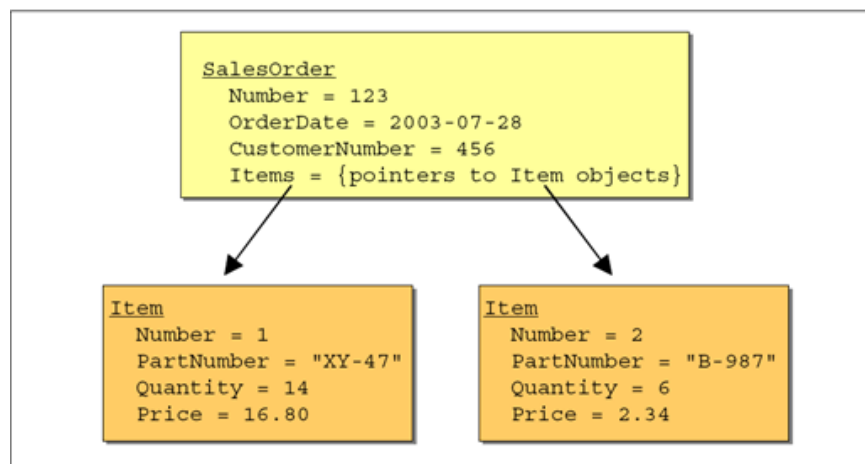 SalesOrder
Number = 123
OrderDate = 2003-07-28
CustomerNumber = 456
Items = {pointers to Item objects}
Item
Number = 1
PartNumber = "XY-47"
Quantity = 14
Price = 16.80
Item
Number = 2
PartNumber = "B-987"
Quantity = 6
Price = 2.34